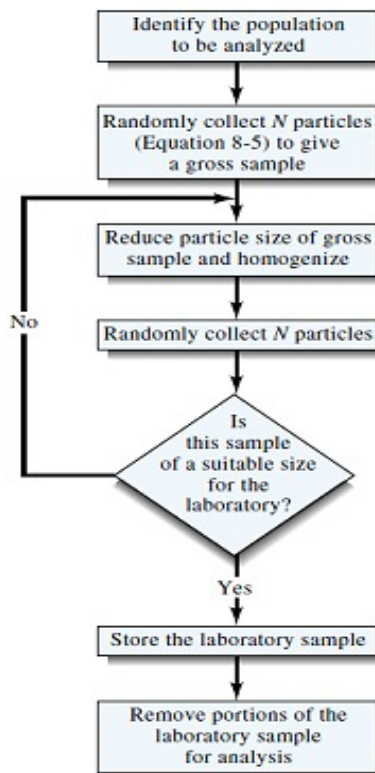 Identify the population
to be analyzed
Randomly collect N particles
(Equation 8-5) to give
a gross sample
Reduce particle size of gross
sample and homogenize
No
Randomly collect N particles
Is
this sample
of a suitable size
for the
laboratory?
Yes
Store the laboratory sample
Remove portions of the
laboratory sample
for analysis